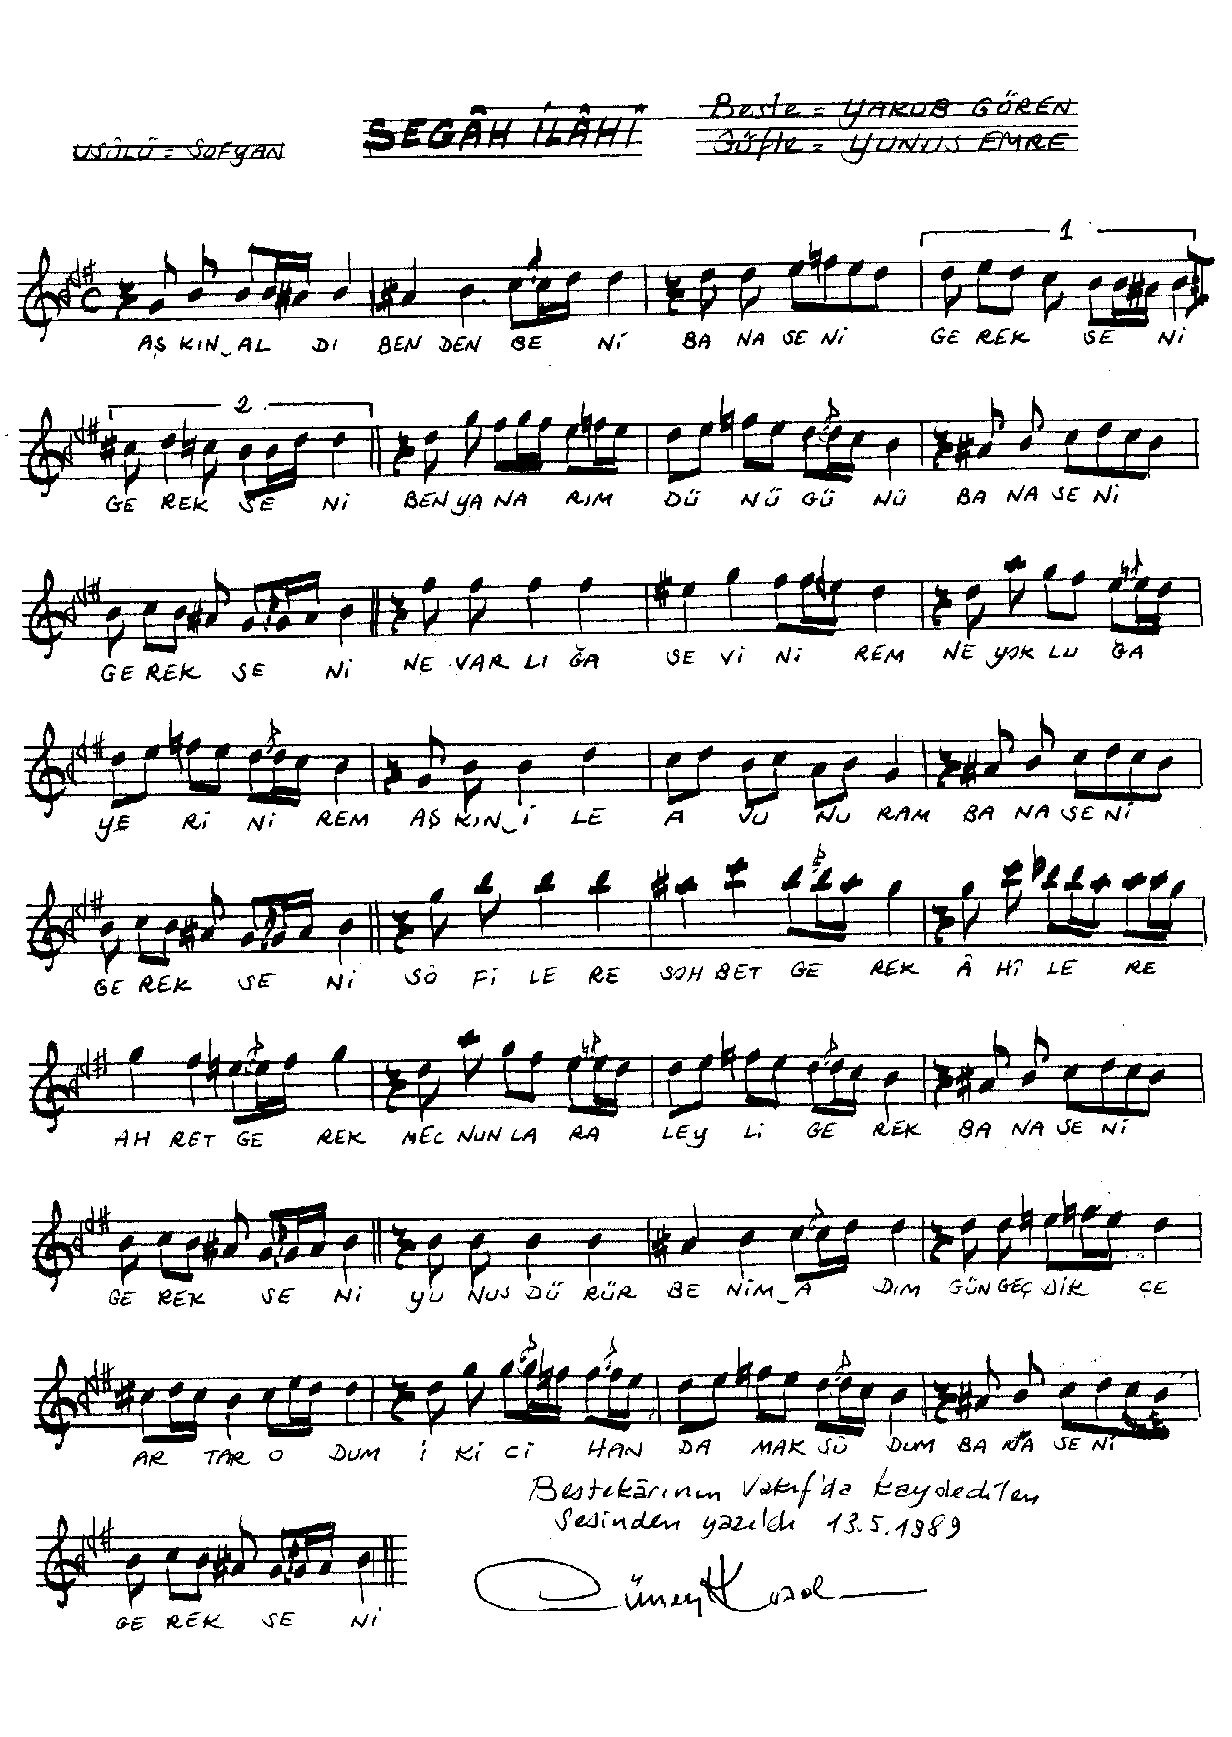 USÛLÜ = SOFYAN
SEGÂH İLÂHÎ
Beste = YAKUB GÖREN
Güfte = YUNUS EMRE
1
AŞ KIN_AL DI BEN DEN BE Nİ BA NA SE NI GE REK SE NI
2
GE REK SE Nİ BEN YA NA RIM DÜ NÜ GÜ NÜ BA NA SE Nİ
GE REK SE Nİ NE VAR LI ĞA SE Vİ Nİ REM NE YOK LU ĞA
YE Rİ Nİ REM AŞ KIN_İ LE A VU NU RAM BA NA SE Nİ
GE REK SE Nİ SÔ Fİ LE RE SOH BET GE REK Â HÎ LE RE
AH RET GE REK MEC NUN LA RA LEY LI GE REK BA NA SE Nİ
GE REK SE Nİ YU NUS DÜ RÜR BE NİM_A DIM GÜN GEÇ DİK ÇE
AR TAR O DUM İ Kİ Cİ HAN DA MAK SÛ DUM BA NA SE Nİ
Bestekârının Vakıf'da kaydedilen
Sesinden yazıldı 13.5.1989
GE REK SE Nİ